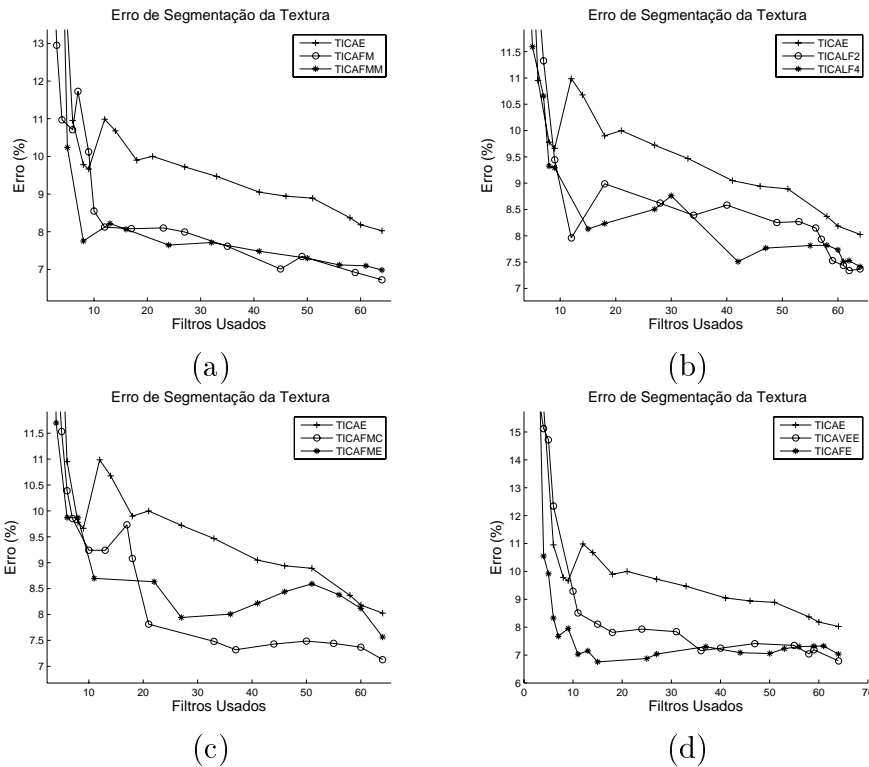 Erro de Segmentação da Textura
TICAE
TICAFM
TICAFMM
13
12
11
10
9
8
7
Erro (%)
10 20 30 40 50 60
Filtros Usados
(a)
Erro de Segmentação da Textura
TICAE
TICALF2
TICALF4
11.5
11
10.5
10
9.5
9
8.5
8
7.5
7
Erro (%)
10 20 30 40 50 60
Filtros Usados
(b)
Erro de Segmentação da Textura
TICAE
TICAFMC
TICAFME
11.5
11
10.5
10
9.5
9
8.5
8
7.5
7
Erro (%)
10 20 30 40 50 60
Filtros Usados
(c)
Erro de Segmentação da Textura
TICAE
TICAVEE
TICAFE
15
14
13
12
11
10
9
8
7
6
Erro (%)
0 10 20 30 40 50 60 70
Filtros Usados
(d)